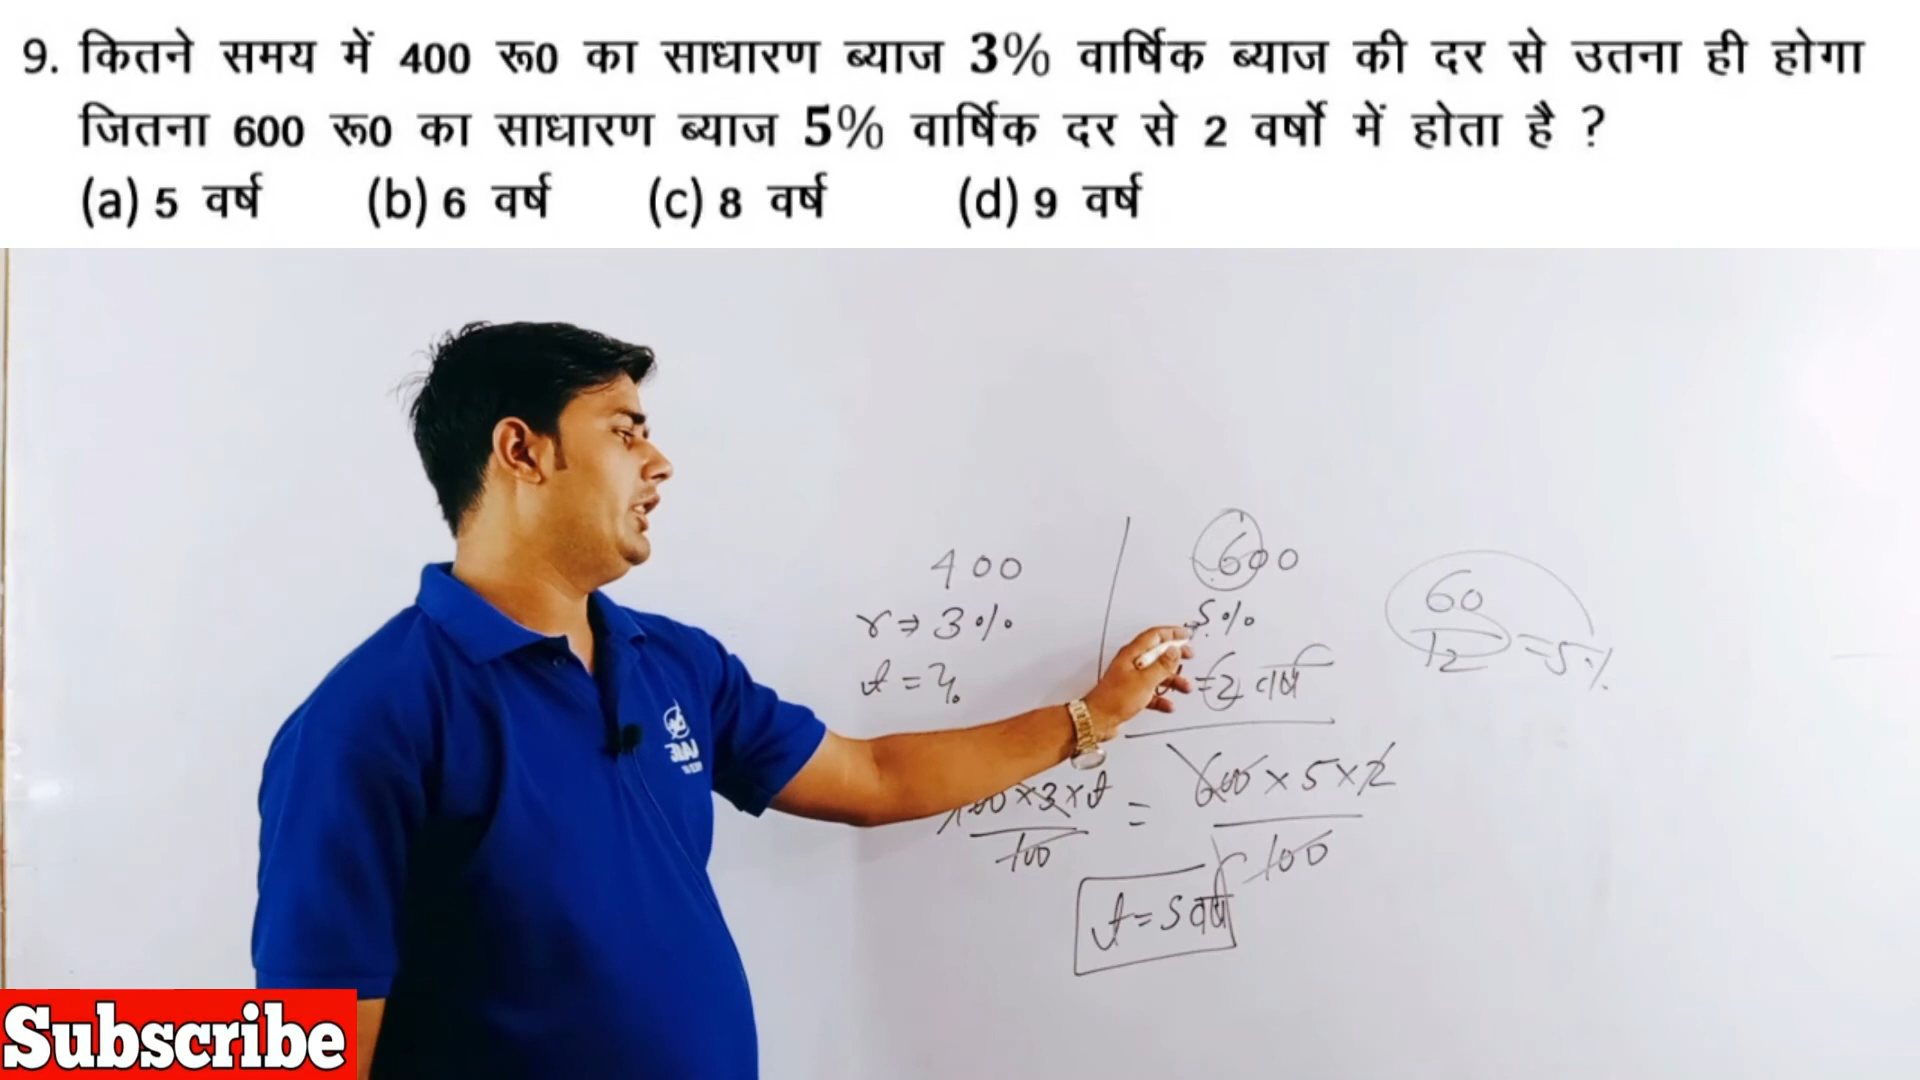 9. कितने समय में 400 रू0 का साधारण ब्याज 3% वार्षिक ब्याज की दर से उतना ही होगा
जितना 600 रू0 का साधारण ब्याज 5% वार्षिक दर से 2 वर्षो में होता है ?
(a) 5 वर्ष (b) 6 वर्ष (c) 8 वर्ष (d) 9 वर्ष
400
r ⇒ 3%
t = ?
600
5%
= 2 वर्ष
60
12
= 5%
00 × 3 × t
100
=
600 × 5 × 2
100
t = 5 वर्ष
Subscribe